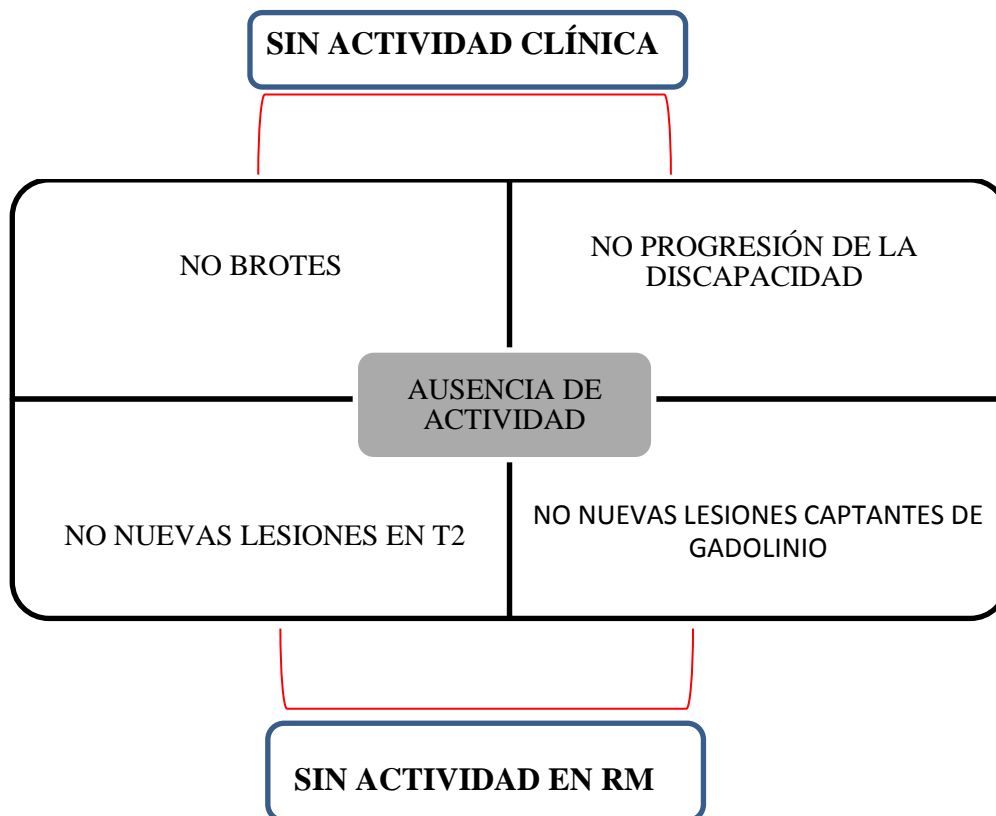 SIN ACTIVIDAD CLÍNICA
NO BROTES
NO PROGRESIÓN DE LA
DISCAPACIDAD
AUSENCIA DE
ACTIVIDAD
NO NUEVAS LESIONES EN T2
NO NUEVAS LESIONES CAPTANTES DE
GADOLINIO
SIN ACTIVIDAD EN RM